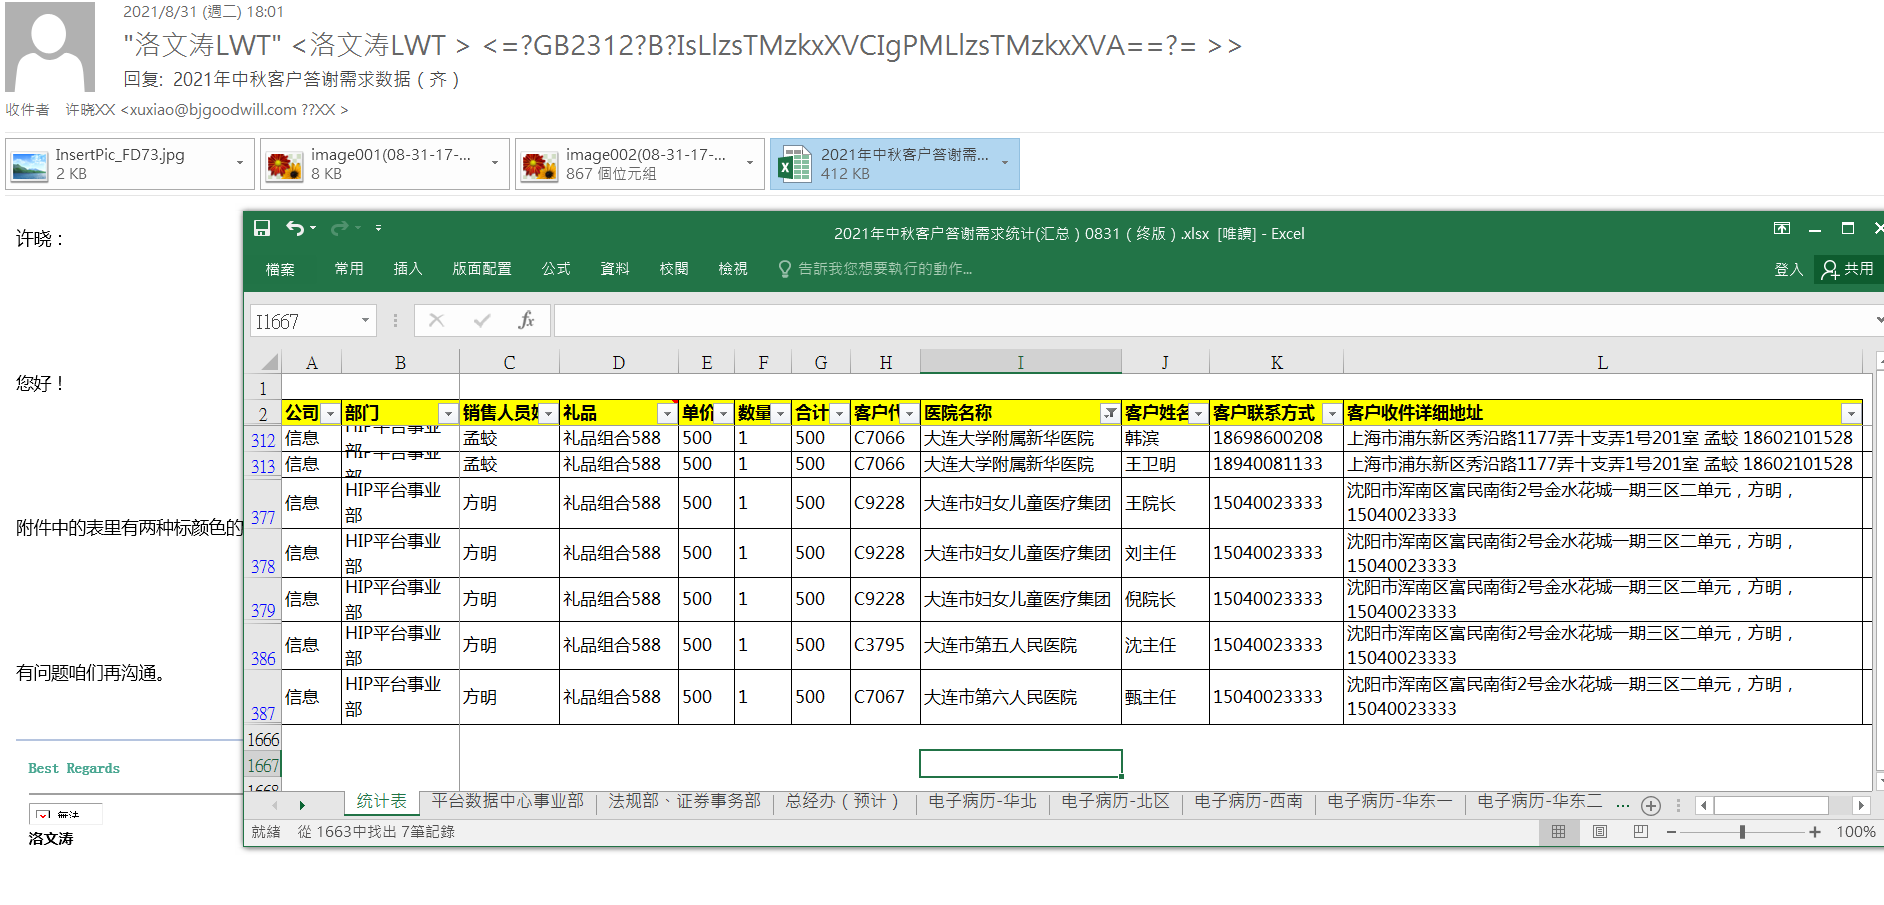 2021/8/31 (週二) 18:01
"洛文涛LWT" <洛文涛LWT > <=?GB2312?B?IsLlzsTMzkxXVCIgPMLlzsTMzkxXVA==?= >>
回复: 2021年中秋客户答谢需求数据（齐）
收件者 许晓XX <xuxiao@bjgoodwill.com ??XX >
InsertPic_FD73.jpg
2 KB
image001(08-31-17-...
8 KB
image002(08-31-17-...
867 個位元組
2021年中秋客户答谢需...
412 KB
许晓：
您好！
附件中的表里有两种标颜色的
有问题咱们再沟通。
Best Regards
無法
洛文涛
2021年中秋客户答谢需求统计(汇总）0831（终版）.xlsx [唯讀] - Excel
檔案 常用 插入 版面配置 公式 資料 校閱 檢視 告訴我您想要執行的動作... 登入 共用
I1667 fx
A B C D E F G H I J K L
1
2 公司 部门 销售人员姓 礼品 单价 数量 合计 客户代 医院名称 客户姓名 客户联系方式 客户收件详细地址
312 信息 HIP平台事业部 孟蛟 礼品组合588 500 1 500 C7066 大连大学附属新华医院 韩滨 18698600208 上海市浦东新区秀沿路1177弄十支弄1号201室 孟蛟 18602101528
313 信息 HIP平台事业部 孟蛟 礼品组合588 500 1 500 C7066 大连大学附属新华医院 王卫明 18940081133 上海市浦东新区秀沿路1177弄十支弄1号201室 孟蛟 18602101528
377 信息 HIP平台事业部 方明 礼品组合588 500 1 500 C9228 大连市妇女儿童医疗集团 王院长 15040023333 沈阳市浑南区富民南街2号金水花城一期三区二单元，方明，15040023333
378 信息 HIP平台事业部 方明 礼品组合588 500 1 500 C9228 大连市妇女儿童医疗集团 刘主任 15040023333 沈阳市浑南区富民南街2号金水花城一期三区二单元，方明，15040023333
379 信息 HIP平台事业部 方明 礼品组合588 500 1 500 C9228 大连市妇女儿童医疗集团 倪院长 15040023333 沈阳市浑南区富民南街2号金水花城一期三区二单元，方明，15040023333
386 信息 HIP平台事业部 方明 礼品组合588 500 1 500 C3795 大连市第五人民医院 沈主任 15040023333 沈阳市浑南区富民南街2号金水花城一期三区二单元，方明，15040023333
387 信息 HIP平台事业部 方明 礼品组合588 500 1 500 C7067 大连市第六人民医院 甄主任 15040023333 沈阳市浑南区富民南街2号金水花城一期三区二单元，方明，15040023333
1666
1667
1668
统计表 平台数据中心事业部 法规部、证券事务部 总经办（预计） 电子病历-华北 电子病历-北区 电子病历-西南 电子病历-华东一 电子病历-华东二 ...
就緒 從 1663中找出 7筆記錄 100%